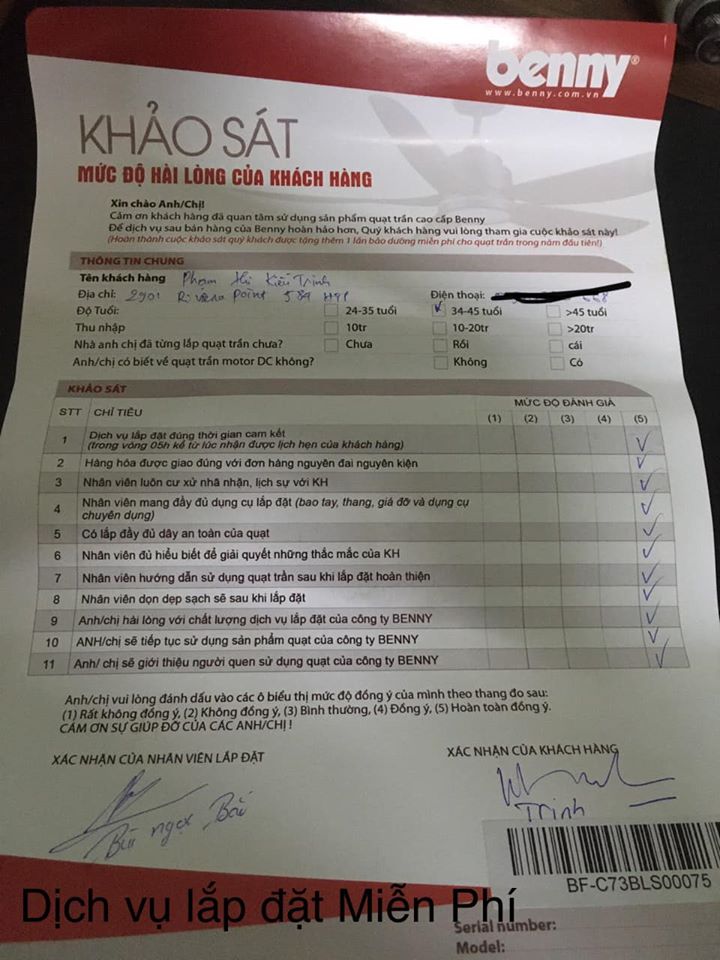 benny®
www.benny.com.vn
KHẢO SÁT
MỨC ĐỘ HÀI LÒNG CỦA KHÁCH HÀNG
Xin chào Anh/Chị!
Cảm ơn khách hàng đã quan tâm sử dụng sản phẩm quạt trần cao cấp Benny
Để dịch vụ sau bán hàng của Benny hoàn hảo hơn, Quý khách hàng vui lòng tham gia cuộc khảo sát này!
(Hoàn thành cuộc khảo sát quý khách được tặng thêm 1 lần bảo dưỡng miễn phí cho quạt trần trong năm đầu tiên!)
THÔNG TIN CHUNG
Tên khách hàng Phạm Thị Kiều Trinh
Địa chỉ: 2901 Rivera Point 584 Điện thoại:
Độ Tuổi: 24-35 tuổi 34-45 tuổi >45 tuổi
Thu nhập 10tr 10-20tr >20tr
Nhà anh chị đã từng lắp quạt trần chưa? Chưa Rồi cái
Anh/chị có biết về quạt trần motor DC không? Không Có
KHẢO SÁT
STT CHỈ TIÊU MỨC ĐỘ ĐÁNH GIÁ
(1) (2) (3) (4) (5)
1 Dịch vụ lắp đặt đúng thời gian cam kết
(trong vòng 05h kể từ lúc nhận được lịch hẹn của khách hàng)
2 Hàng hóa được giao đúng với đơn hàng nguyên đai nguyên kiện
3 Nhân viên luôn cư xử nhã nhặn, lịch sự với KH
4 Nhân viên mang đầy đủ dụng cụ lắp đặt (bao tay, thang, giá đỡ và dụng cụ
chuyên dụng)
5 Có lắp đầy đủ dây an toàn của quạt
6 Nhân viên đủ hiểu biết để giải quyết những thắc mắc của KH
7 Nhân viên hướng dẫn sử dụng quạt trần sau khi lắp đặt hoàn thiện
8 Nhân viên dọn dẹp sạch sẽ sau khi lắp đặt
9 Anh/chị hài lòng với chất lượng dịch vụ lắp đặt của công ty BENNY
10 ANH/chị sẽ tiếp tục sử dụng sản phẩm quạt của công ty BENNY
11 Anh/ chị sẽ giới thiệu người quen sử dụng quạt của công ty BENNY
Anh/chị vui lòng đánh dấu vào các ô biểu thị mức độ đồng ý của mình theo thang đo sau:
(1) Rất không đồng ý, (2) Không đồng ý, (3) Bình thường, (4) Đồng ý, (5) Hoàn toàn đồng ý.
CÁM ƠN SỰ GIÚP ĐỠ CỦA CÁC ANH/CHỊ !
XÁC NHẬN CỦA NHÂN VIÊN LẮP ĐẶT XÁC NHẬN CỦA KHÁCH HÀNG
Bùi ngọc Trinh
BF-C73BLS00075
Dịch vụ lắp đặt Miễn Phí
Serial number:
Model: